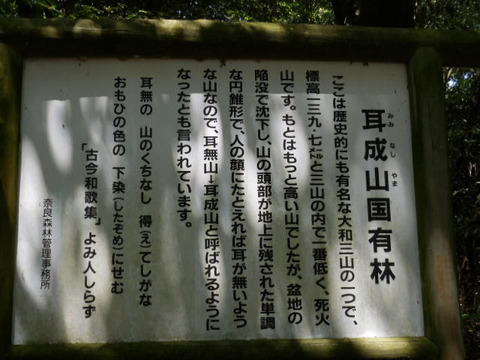 耳成山国有林
みみ なし やま
ここは歴史的にも有名な大和三山の一つで、
標高一三九・七㍍と三山の内で一番低く、死火
山です。もとはもっと高い山でしたが、盆地の
陥没で沈下し、山の頭部が地上に残された単調
な円錐形で、人の顔にたとえれば耳が無いよう
な山なので、耳無山→耳成山と呼ばれるように
なったとも言われています。
耳無の 山のくちなし 得(え)てしがな
おもひの色の 下染(したぞめ)にせむ
「古今和歌集」よみ人しらず
奈良森林管理事務所